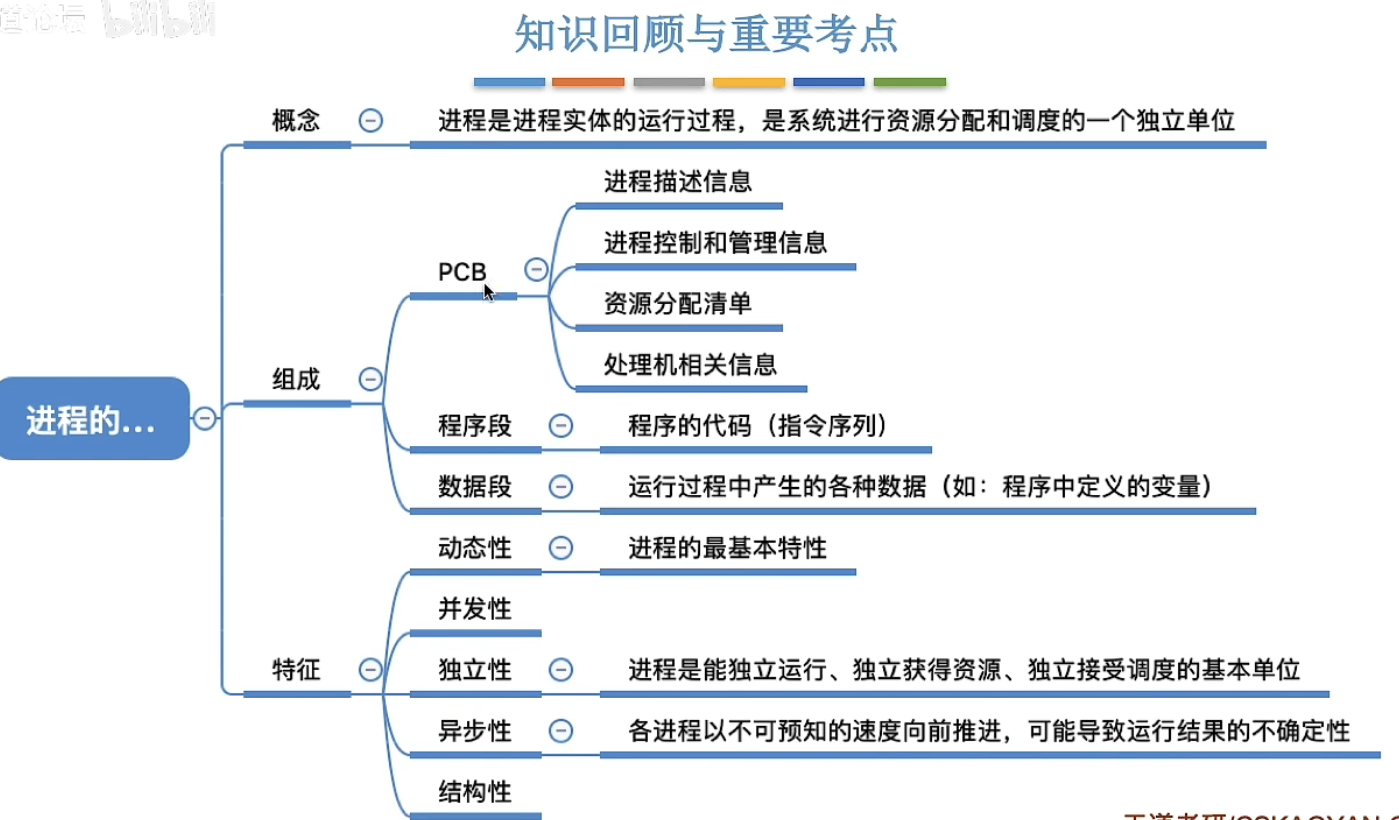 知识回顾与重要考点
概念
进程是进程实体的运行过程，是系统进行资源分配和调度的一个独立单位
进程的...
组成
PCB
进程描述信息
进程控制和管理信息
资源分配清单
处理机相关信息
程序段
程序的代码（指令序列）
数据段
运行过程中产生的各种数据（如：程序中定义的变量）
特征
动态性
进程的最基本特性
并发性
独立性
进程是能独立运行、独立获得资源、独立接受调度的基本单位
异步性
各进程以不可预知的速度向前推进，可能导致运行结果的不确定性
结构性